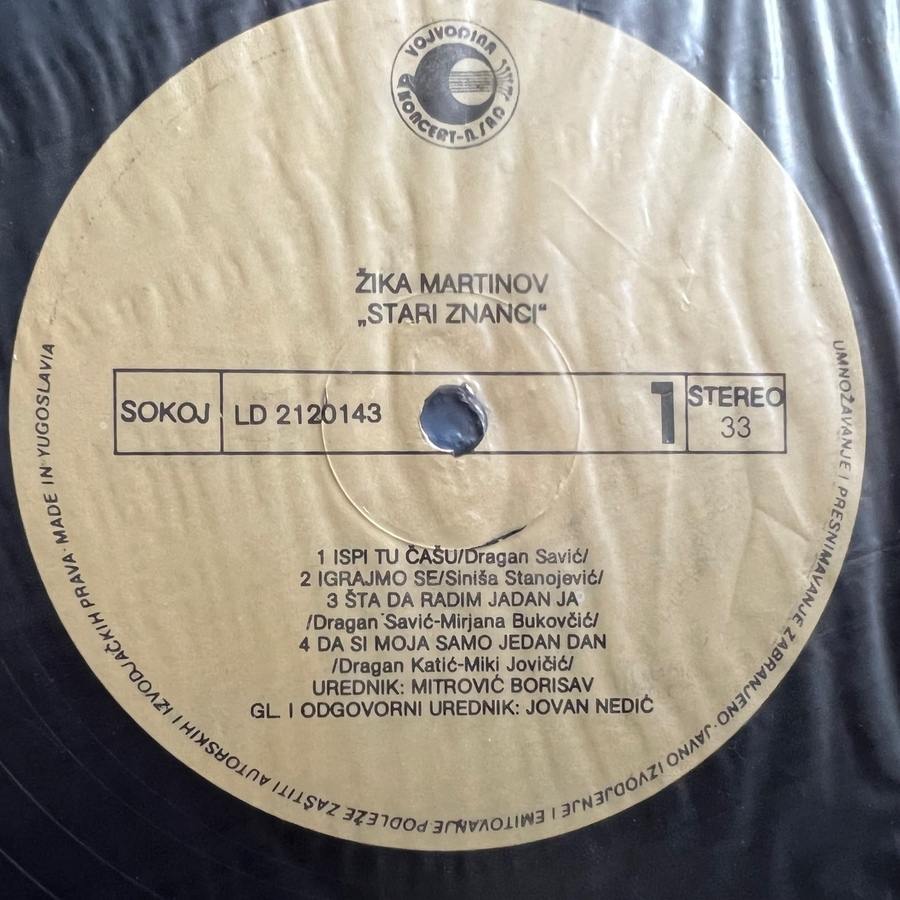 VOJVODINA
KONCERT-N.SAD
ŽIKA MARTINOV
„STARI ZNANCI“
SOKOJ LD 2120143 1 STEREO
33
1 ISPI TU ČAŠU/Dragan Savić/
2 IGRAJMO SE/Siniša Stanojević/
3 ŠTA DA RADIM JADAN JA
/Dragan Savić-Mirjana Bukovčić/
4 DA SI MOJA SAMO JEDAN DAN
/Dragan Katić-Miki Jovičić/
UREDNIK: MITROVIĆ BORISAV
GL. I ODGOVORNI UREDNIK: JOVAN NEDIĆ
UMNOŽAVANJE I PRESNIMAVANJE ZABRANJENO·JAVNO IZVODJENJE I EMITOVANJE PODLEŽE ZAŠTITI AUTORSKIH I IZVODJAČKIH PRAVA·MADE IN YUGOSLAVIA